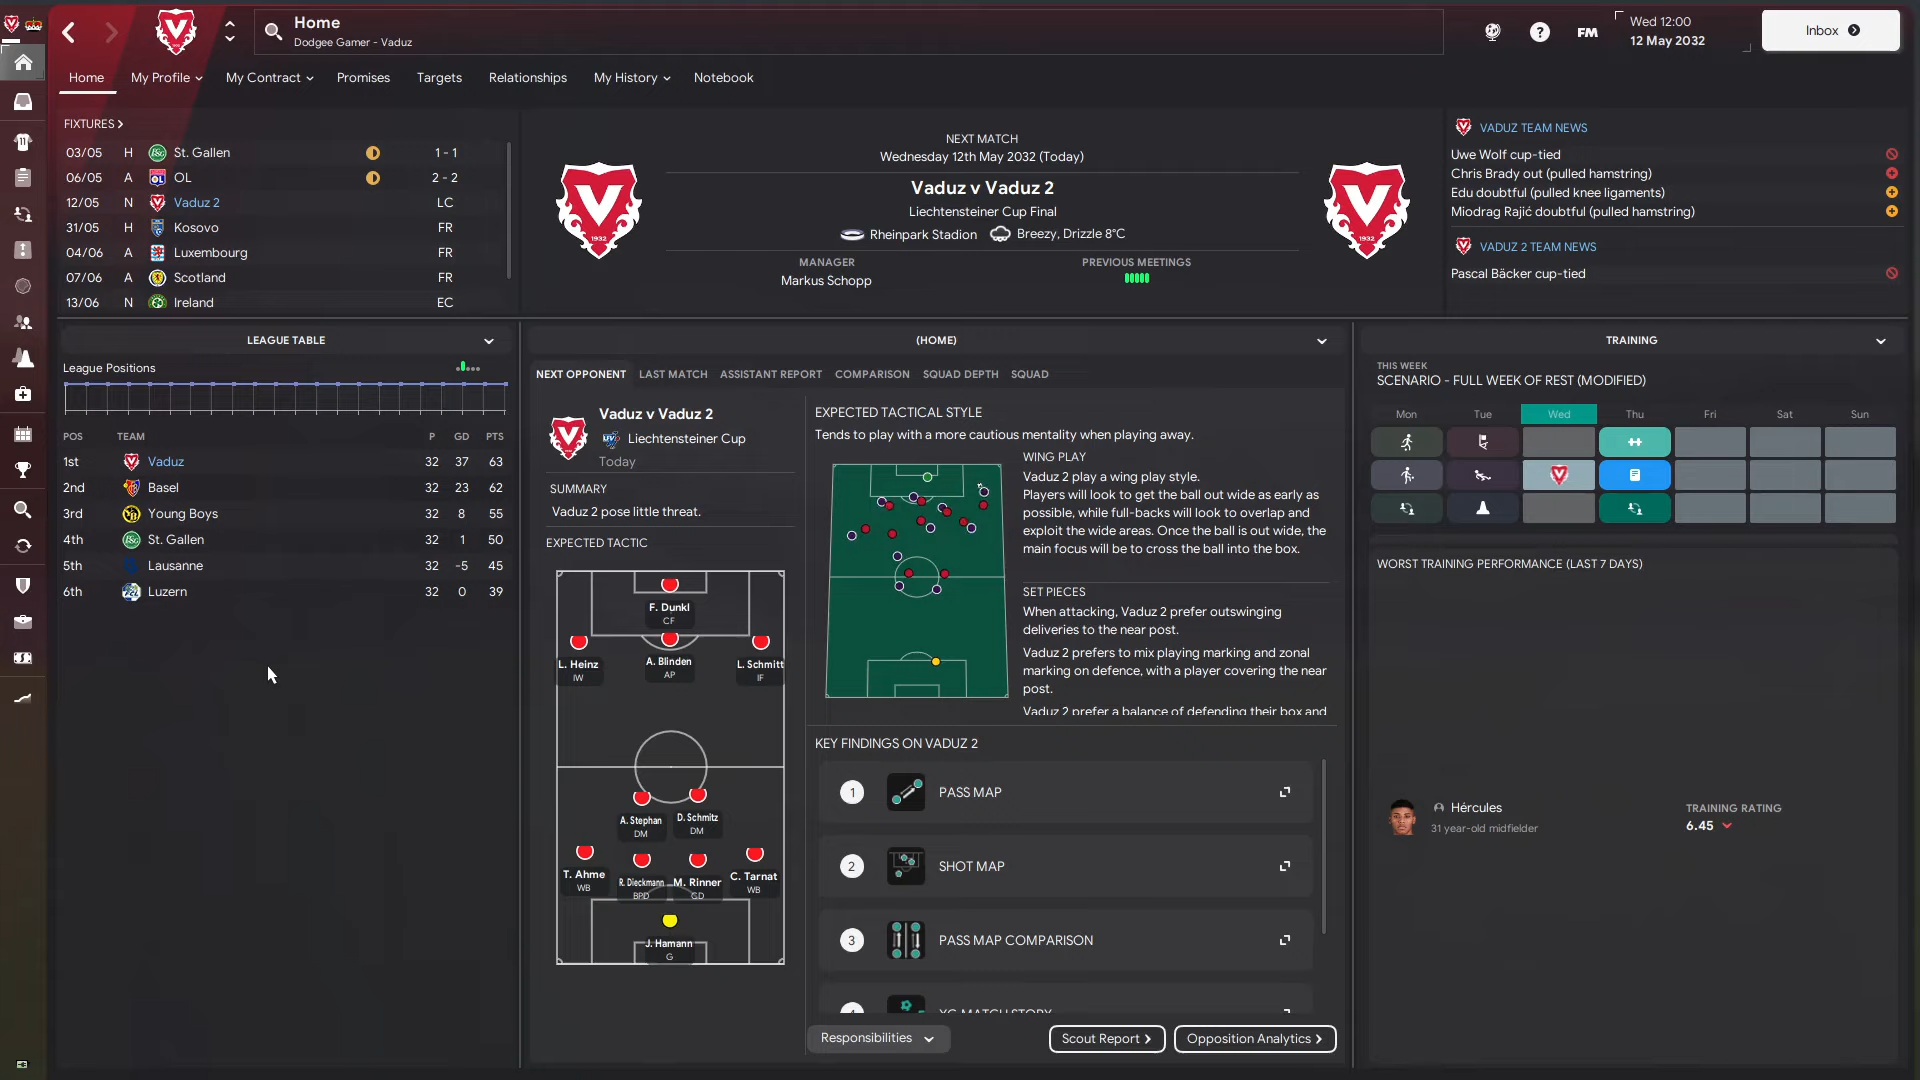 Home
Dodgee Gamer - Vaduz
FM
Wed 12:00
12 May 2032
Inbox
Home
My Profile
My Contract
Promises
Targets
Relationships
My History
Notebook
FIXTURES
03/05 H St. Gallen 1 - 1
06/05 A OL 2 - 2
12/05 N Vaduz 2 LC
31/05 H Kosovo FR
04/06 A Luxembourg FR
07/06 A Scotland FR
13/06 N Ireland EC
NEXT MATCH
Wednesday 12th May 2032 (Today)
Vaduz v Vaduz 2
Liechtensteiner Cup Final
Rheinpark Stadion Breezy, Drizzle 8°C
MANAGER
Markus Schopp
PREVIOUS MEETINGS
VADUZ TEAM NEWS
Uwe Wolf cup-tied
Chris Brady out (pulled hamstring)
Edu doubtful (pulled knee ligaments)
Miodrag Rajić doubtful (pulled hamstring)
VADUZ 2 TEAM NEWS
Pascal Bäcker cup-tied
LEAGUE TABLE
League Positions
POS TEAM P GD PTS
1st Vaduz 32 37 63
2nd Basel 32 23 62
3rd Young Boys 32 8 55
4th St. Gallen 32 1 50
5th Lausanne 32 -5 45
6th Luzern 32 0 39
(HOME)
NEXT OPPONENT
LAST MATCH
ASSISTANT REPORT
COMPARISON
SQUAD DEPTH
SQUAD
Vaduz v Vaduz 2
Liechtensteiner Cup
Today
SUMMARY
Vaduz 2 pose little threat.
EXPECTED TACTIC
F. Dunkl
CF
L. Heinz
IW
A. Blinden
AP
L. Schmitt
IF
A. Stephan
DM
D. Schmitz
DM
T. Ahme
WB
R. Dieckmann
BPD
M. Rinner
CD
C. Tarnat
WB
J. Hamann
G
EXPECTED TACTICAL STYLE
Tends to play with a more cautious mentality when playing away.
WING PLAY
Vaduz 2 play a wing play style.
Players will look to get the ball out wide as early as
possible, while full-backs will look to overlap and
exploit the wide areas. Once the ball is out wide, the
main focus will be to cross the ball into the box.
SET PIECES
When attacking, Vaduz 2 prefer outswinging
deliveries to the near post.
Vaduz 2 prefers to mix playing marking and zonal
marking on defence, with a player covering the near
post.
Vaduz 2 prefer a balance of defending their box and
KEY FINDINGS ON VADUZ 2
1 PASS MAP
2 SHOT MAP
3 PASS MAP COMPARISON
4 XG MATCH STORY
Responsibilities
Scout Report
Opposition Analytics
TRAINING
THIS WEEK
SCENARIO - FULL WEEK OF REST (MODIFIED)
Mon Tue Wed Thu Fri Sat Sun
WORST TRAINING PERFORMANCE (LAST 7 DAYS)
Hércules
31 year-old midfielder
TRAINING RATING
6.45